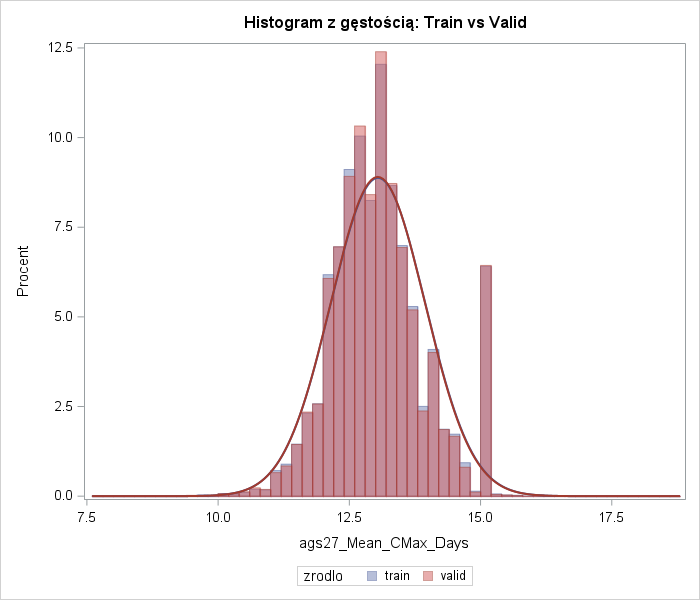 Histogram z gęstością: Train vs Valid
12.5
10.0
7.5
5.0
2.5
0.0
Procent
7.5 10.0 12.5 15.0 17.5
ags27_Mean_CMax_Days
zrodlo train valid